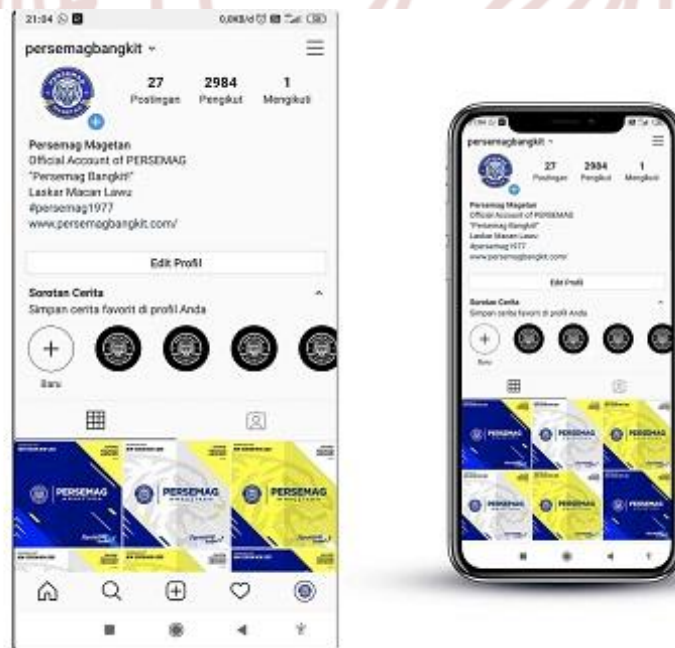 21:04
persemagbangkit
27 2984 1
Postingan Pengikut Mengikuti
Persemag Magetan
Official Account of PERSEMAG
"Persemag Bangkit!"
Laskar Macan Lawu
#persemag1977
www.persemagbangkit.com/
Edit Profil
Sorotan Cerita
Simpan cerita favorit di profil Anda
Baru
PERSEMAG PERSEMAG PERSEMAG
persemagbangkit
27 2984 1
Postingan Pengikut Mengikuti
Persemag Magetan
Official Account of PERSEMAG
"Persemag Bangkit!"
Laskar Macan Lawu
#persemag1977
www.persemagbangkit.com/
Edit Profil
Sorotan Cerita
Simpan cerita favorit di profil Anda
Baru
PERSEMAG PERSEMAG PERSEMAG
PERSEMAG PERSEMAG PERSEMAG